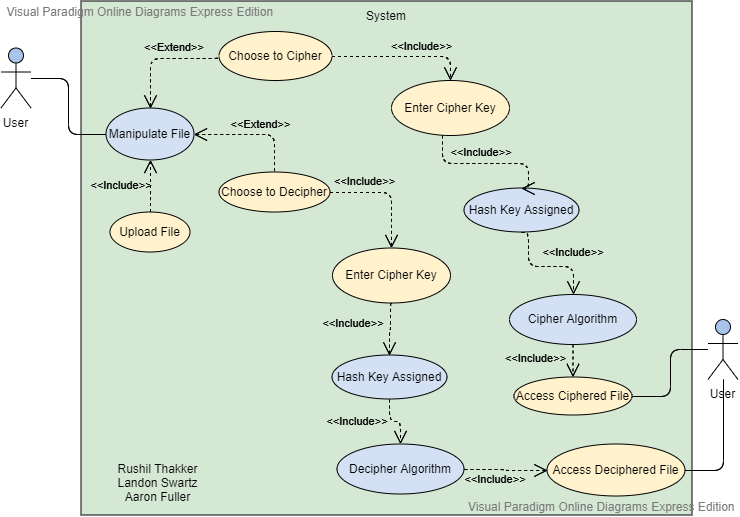 Visual Paradigm Online Diagrams Express Edition
System
<<Extend>>
Choose to Cipher
<<Include>>
User
Enter Cipher Key
Manipulate File
<<Extend>>
<<Include>>
<<Include>>
Choose to Decipher
<<Include>>
Hash Key Assigned
Upload File
<<Include>>
Enter Cipher Key
<<Include>>
Cipher Algorithm
<<Include>>
Hash Key Assigned
Access Ciphered File
User
<<Include>>
Decipher Algorithm
<<Include>>
Access Deciphered File
Rushil Thakker
Landon Swartz
Aaron Fuller
Visual Paradigm Online Diagrams Express Edition